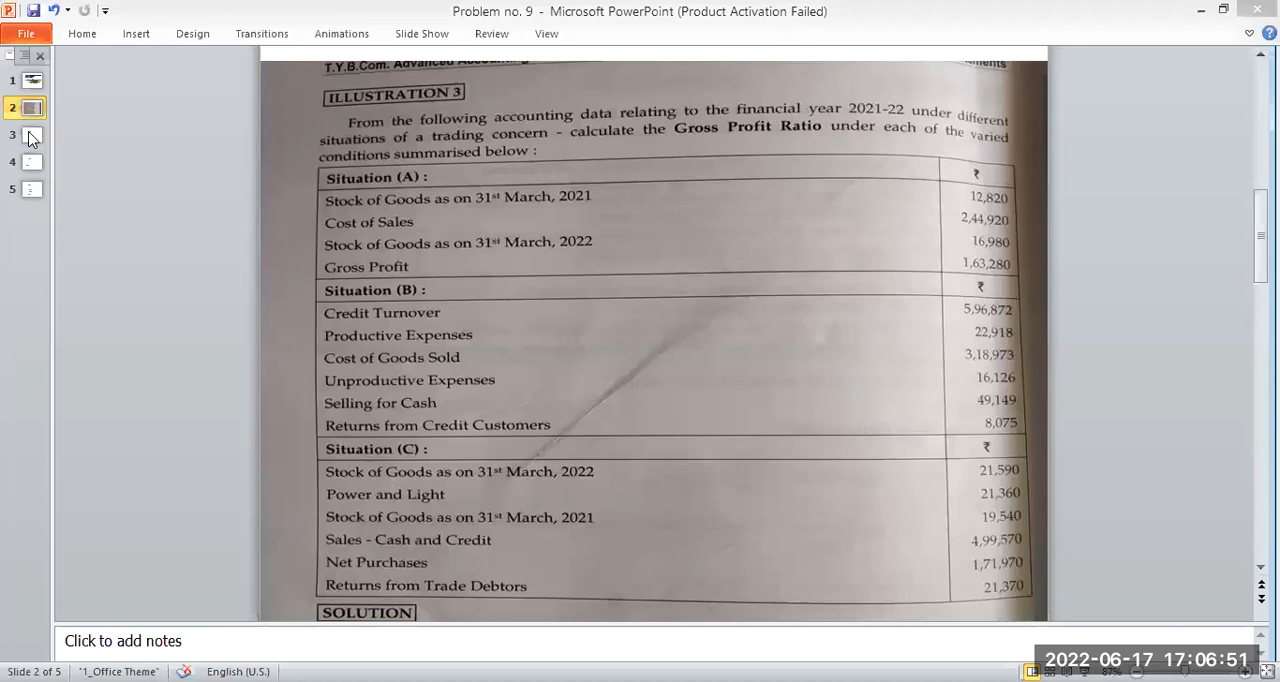 Problem no. 9 - Microsoft PowerPoint (Product Activation Failed)
File Home Insert Design Transitions Animations Slide Show Review View
1
2
3
4
5
T.Y.B.Com. Advanced
ILLUSTRATION 3
From the following accounting data relating to the financial year 2021-22 under different
situations of a trading concern - calculate the Gross Profit Ratio under each of the varied
conditions summarised below :
Situation (A) : ₹
Stock of Goods as on 31st March, 2021 12,820
Cost of Sales 2,44,920
Stock of Goods as on 31st March, 2022 16,980
Gross Profit 1,63,280
Situation (B) : ₹
Credit Turnover 5,96,872
Productive Expenses 22,918
Cost of Goods Sold 3,18,973
Unproductive Expenses 16,126
Selling for Cash 49,149
Returns from Credit Customers 8,075
Situation (C) : ₹
Stock of Goods as on 31st March, 2022 21,590
Power and Light 21,360
Stock of Goods as on 31st March, 2021 19,540
Sales - Cash and Credit 4,99,570
Net Purchases 1,71,970
Returns from Trade Debtors 21,370
SOLUTION
Click to add notes
2022-06-17 17:06:51
Slide 2 of 5 "1_Office Theme" English (U.S.) 87%